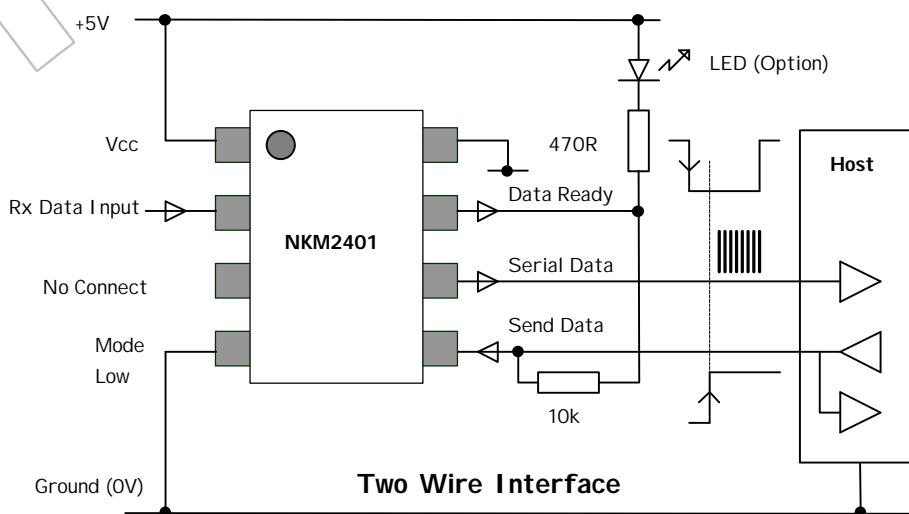 +5V
LED (Option)
Vcc
470R
Host
Rx Data Input
Data Ready
NKM2401
No Connect
Serial Data
Mode
Low
Send Data
10k
Ground (0V)
Two Wire Interface